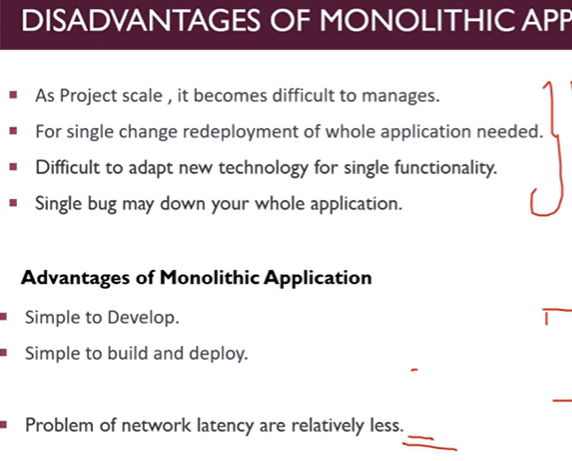 DISADVANTAGES OF MONOLITHIC APP
As Project scale , it becomes difficult to manages.
For single change redeployment of whole application needed.
Difficult to adapt new technology for single functionality.
Single bug may down your whole application.
Advantages of Monolithic Application
Simple to Develop.
Simple to build and deploy.
Problem of network latency are relatively less.